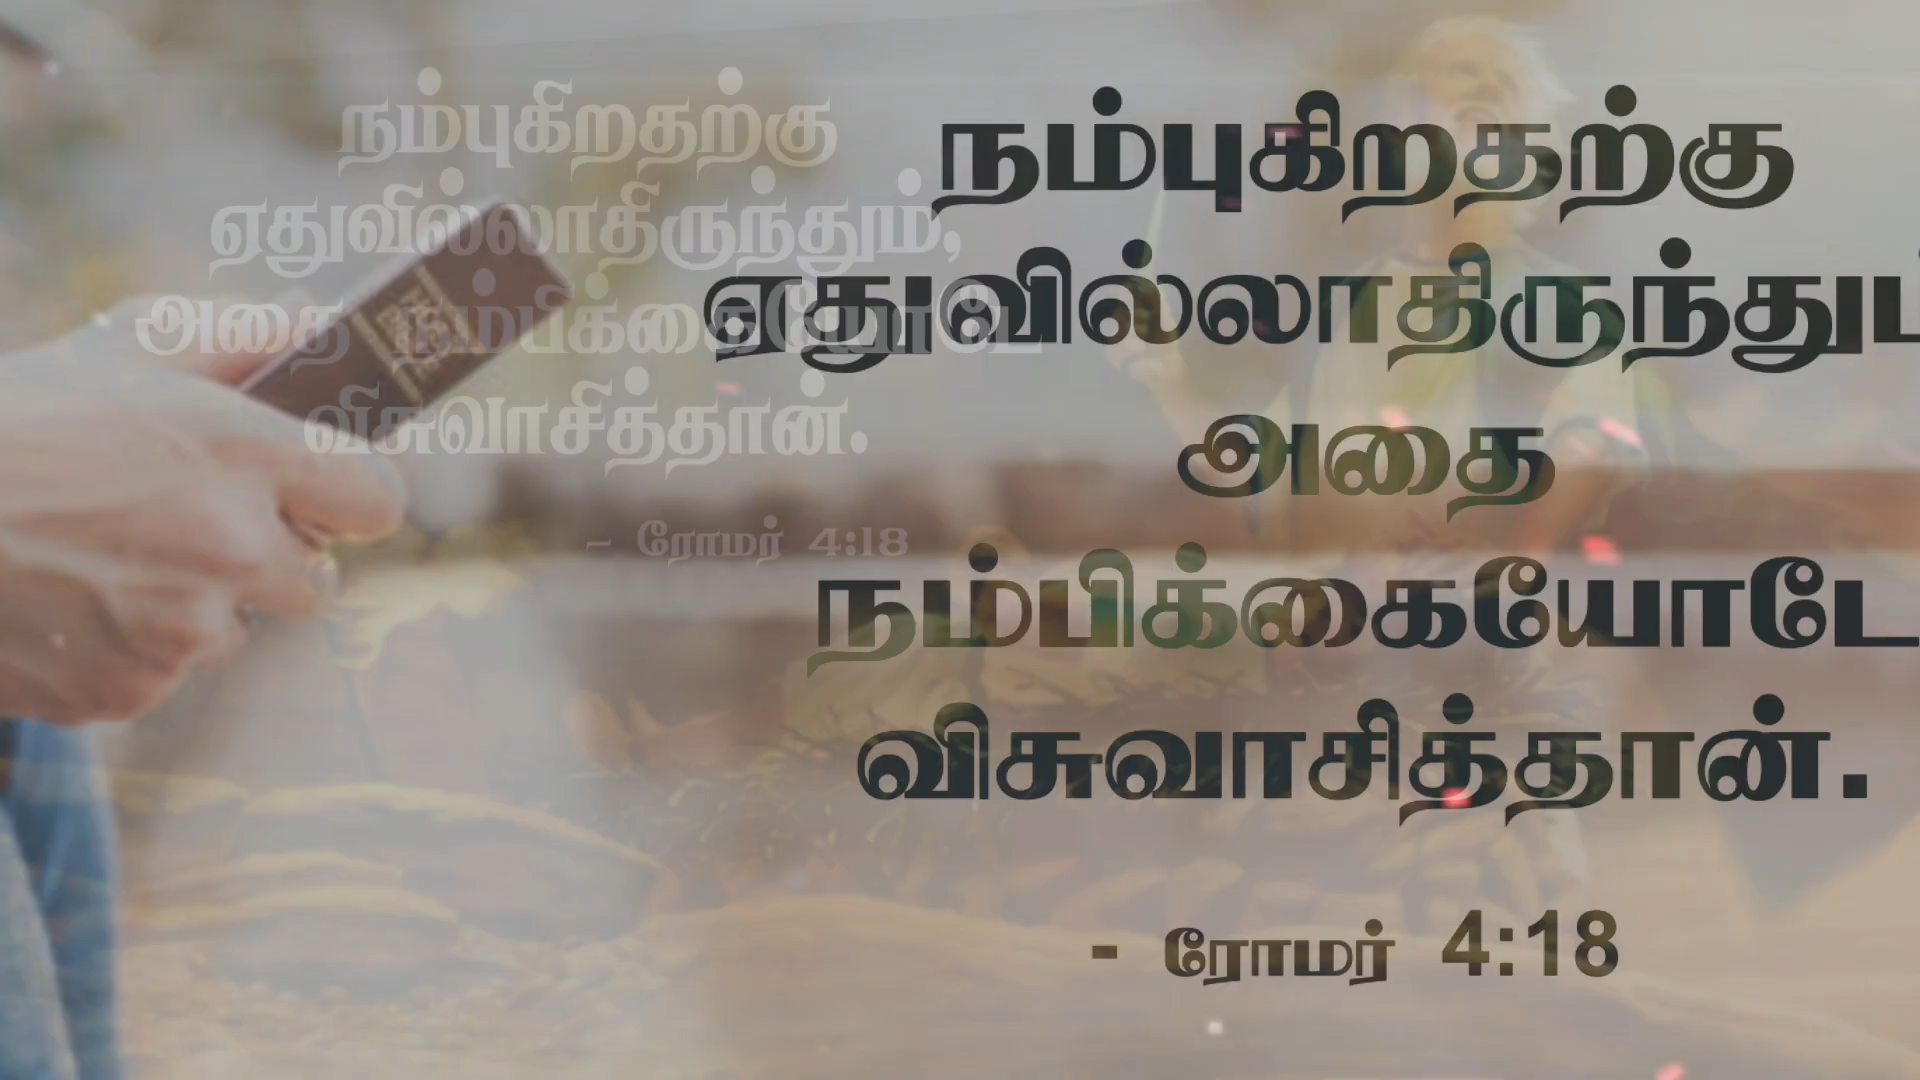 நம்புகிறதற்கு
ஏதுவில்லாதிருந்தும்,
அதை நம்பிக்கையோடே
விசுவாசித்தான்.
- ரோமர் 4:18
நம்புகிறதற்கு
ஏதுவில்லாதிருந்தும்
அதை
நம்பிக்கையோடே
விசுவாசித்தான்.
- ரோமர் 4:18